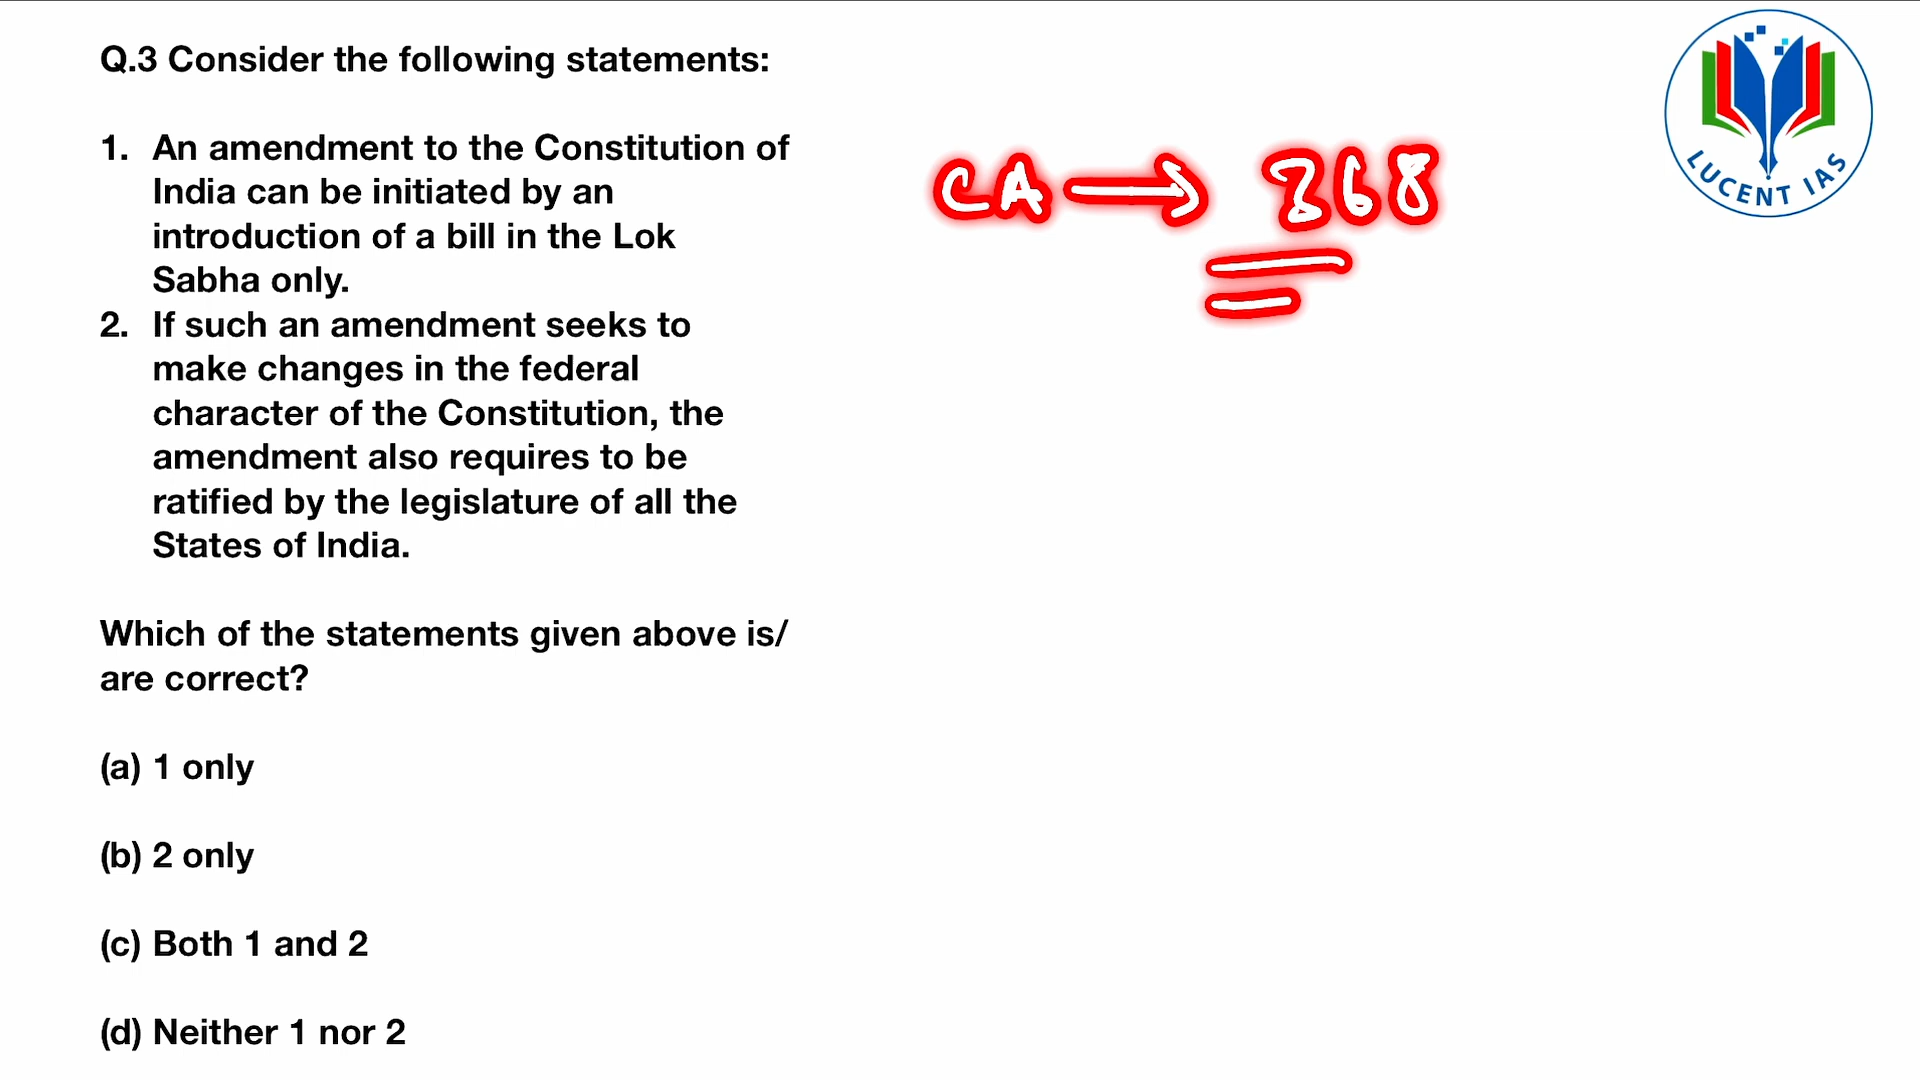 Q.3 Consider the following statements:
1. An amendment to the Constitution of
India can be initiated by an
introduction of a bill in the Lok
Sabha only.
2. If such an amendment seeks to
make changes in the federal
character of the Constitution, the
amendment also requires to be
ratified by the legislature of all the
States of India.
Which of the statements given above is/
are correct?
(a) 1 only
(b) 2 only
(c) Both 1 and 2
(d) Neither 1 nor 2
CA → 368
LUCENT IAS